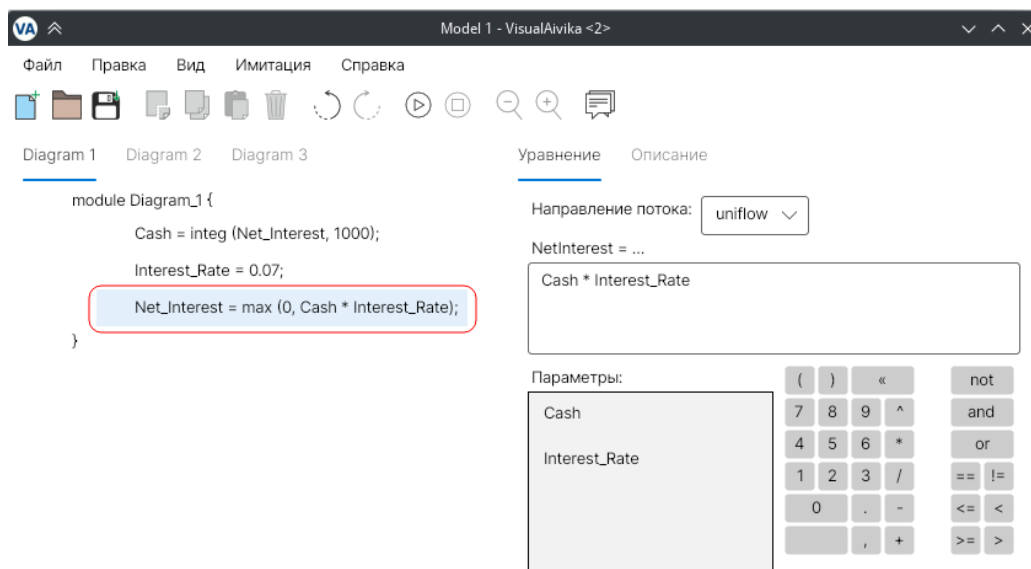 VA Model 1 - VisualAivika <2>
Файл Правка Вид Имитация Справка
Diagram 1 Diagram 2 Diagram 3
module Diagram_1 {
Cash = integ (Net_Interest, 1000);
Interest_Rate = 0.07;
Net_Interest = max (0, Cash * Interest_Rate);
}
Уравнение Описание
Направление потока: uniflow
NetInterest = ...
Cash * Interest_Rate
Параметры:
Cash
Interest_Rate
( ) « not
7 8 9 ^ and
4 5 6 * or
1 2 3 / == !=
0 . - <= <
, + >= >